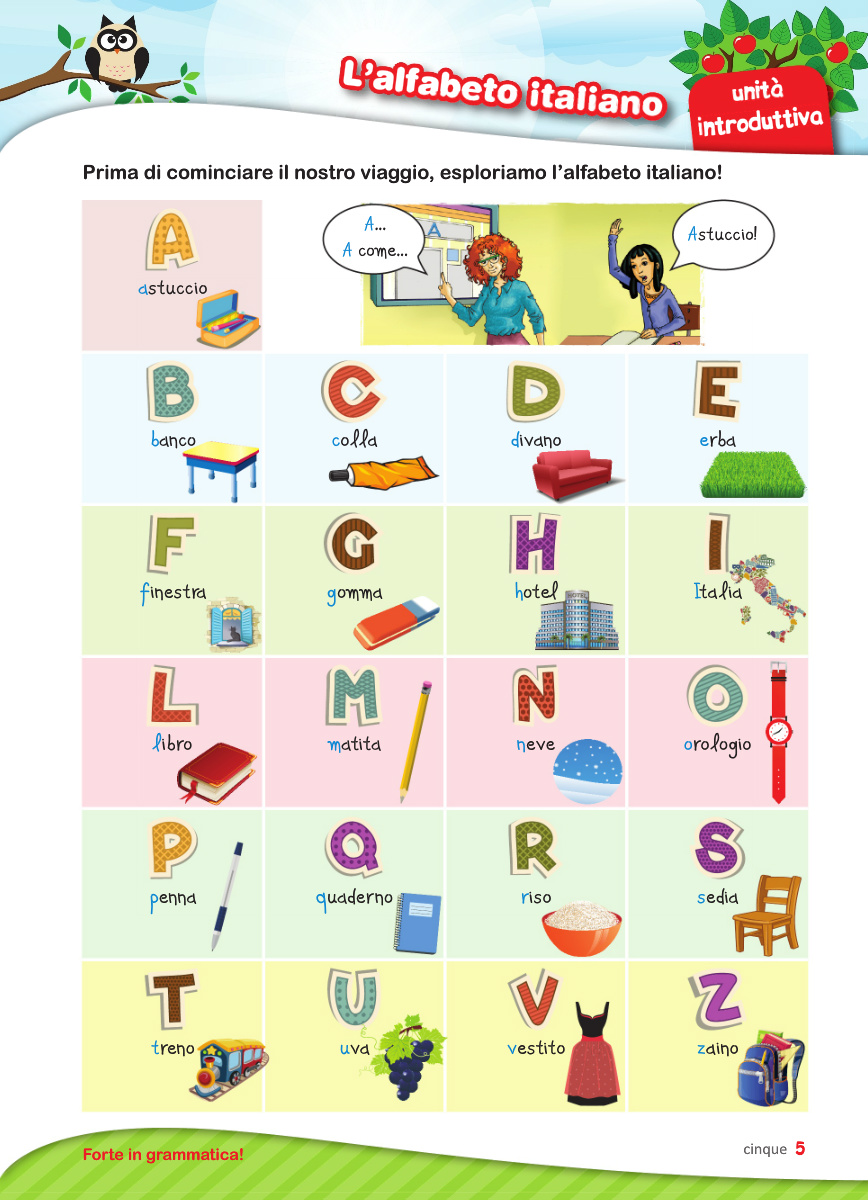 L'alfabeto italiano
unità
introduttiva
Prima di cominciare il nostro viaggio, esploriamo l'alfabeto italiano!
A
astuccio
A...
A come...
A
Astuccio!
B
banco
C
colla
D
divano
E
erba
F
finestra
G
gomma
H
hotel
HOTEL
I
Italia
L
libro
M
matita
N
neve
O
orologio
P
penna
Q
quaderno
R
riso
S
sedia
T
treno
U
uva
V
vestito
Z
zaino
Forte in grammatica!
cinque 5